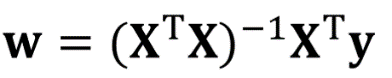 𝐰 = (𝐗ᵀ𝐗)⁻¹𝐗ᵀ𝐲